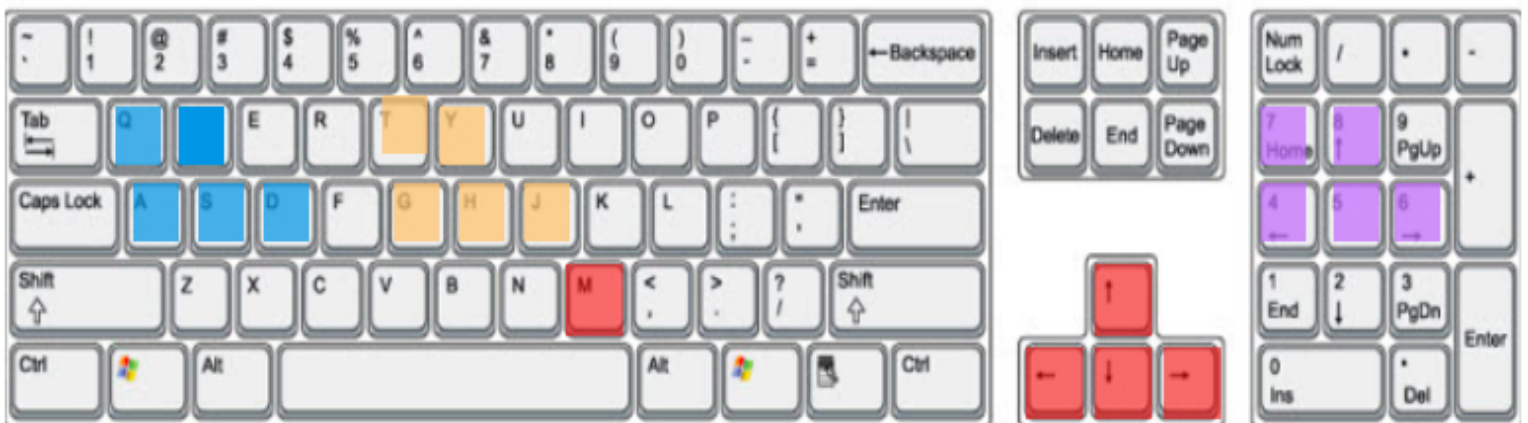 ~ ! @ # $ % ^ & * ( ) – + ←Backspace Insert Home Page Up Num Lock / • -
` 1 2 3 4 5 6 7 8 9 0 - =
Tab Q E R T Y U I O P { } | Delete End Page Down 7 Home 8 ↑ 9 PgUp +
[ ] \
Caps Lock A S D F G H J K L : " Enter 4 ← 5 6 →
; '
Shift Z X C V B N M < > ? Shift ↑ 1 End 2 ↓ 3 PgDn Enter
, . /
Ctrl Alt Alt Ctrl ← ↓ → 0 Ins • Del